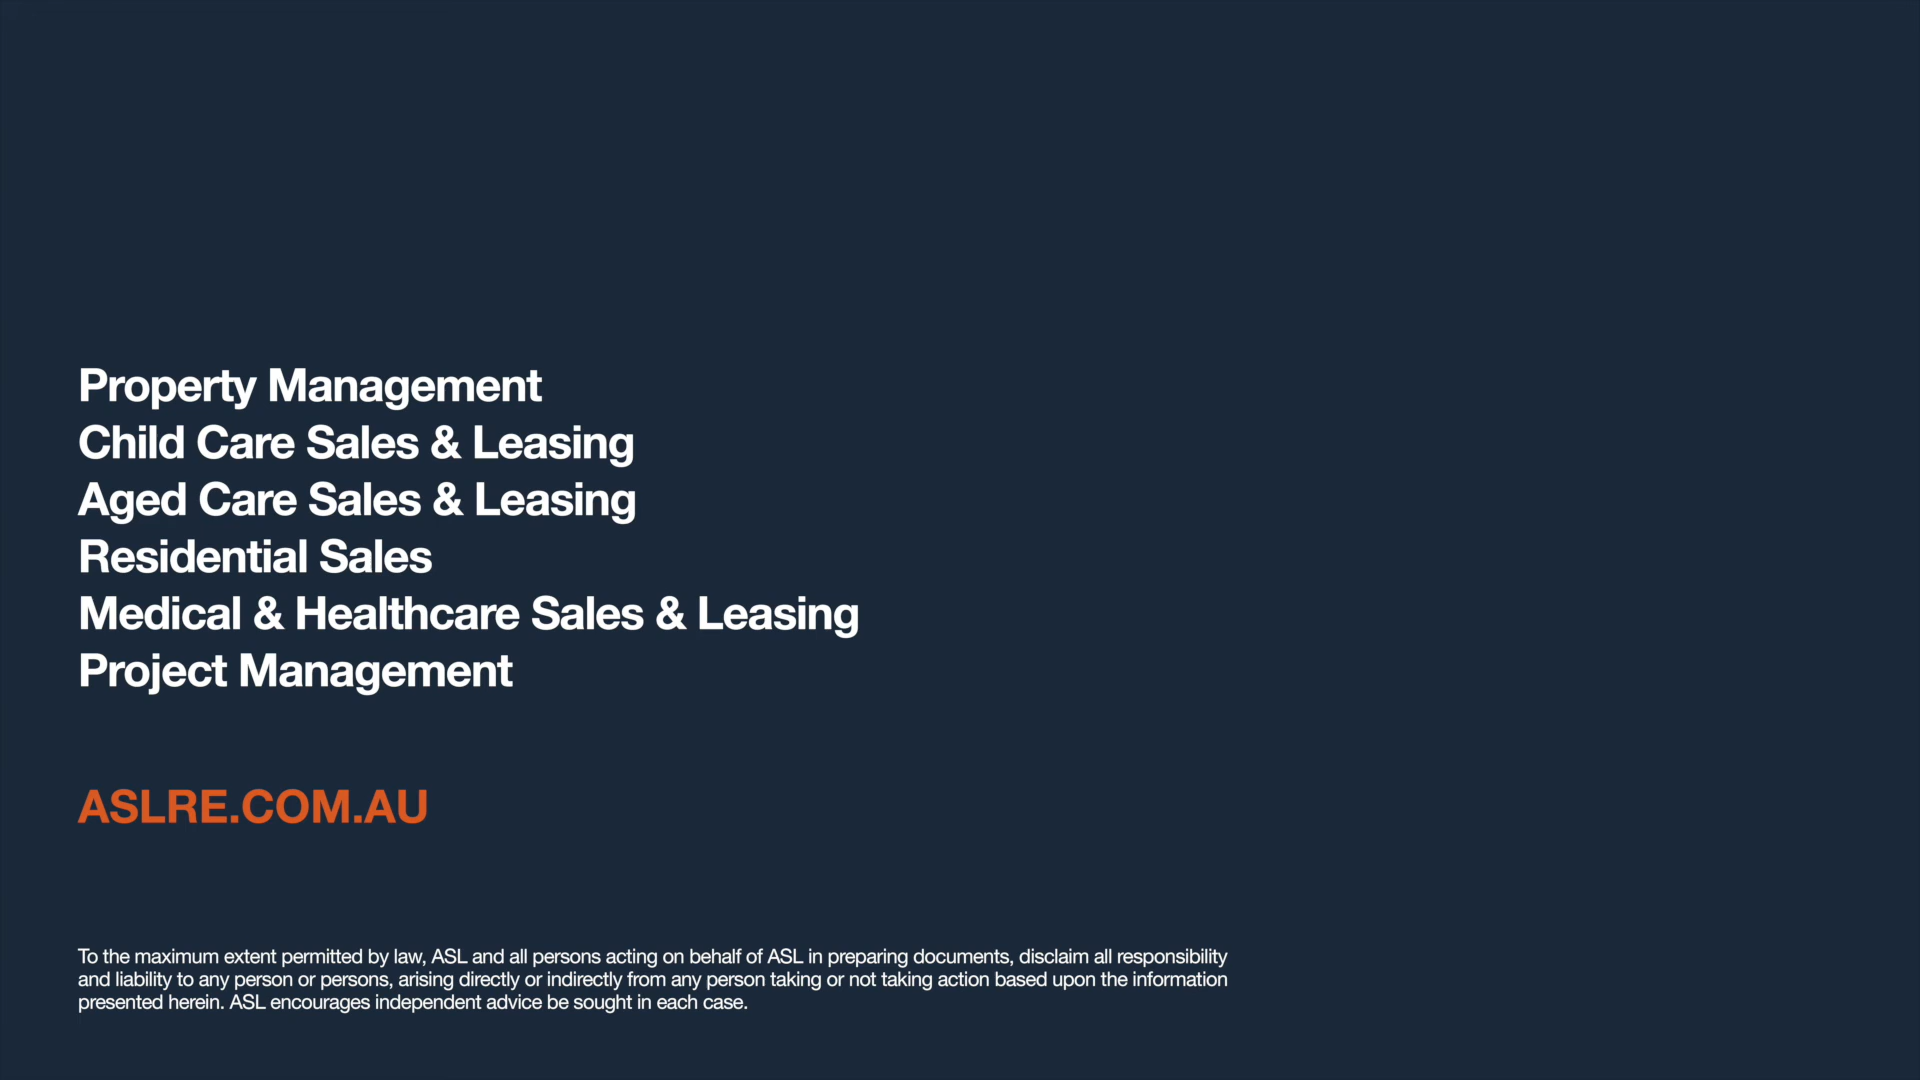 Property Management
Child Care Sales & Leasing
Aged Care Sales & Leasing
Residential Sales
Medical & Healthcare Sales & Leasing
Project Management
ASLRE.COM.AU
To the maximum extent permitted by law, ASL and all persons acting on behalf of ASL in preparing documents, disclaim all responsibility
and liability to any person or persons, arising directly or indirectly from any person taking or not taking action based upon the information
presented herein. ASL encourages independent advice be sought in each case.